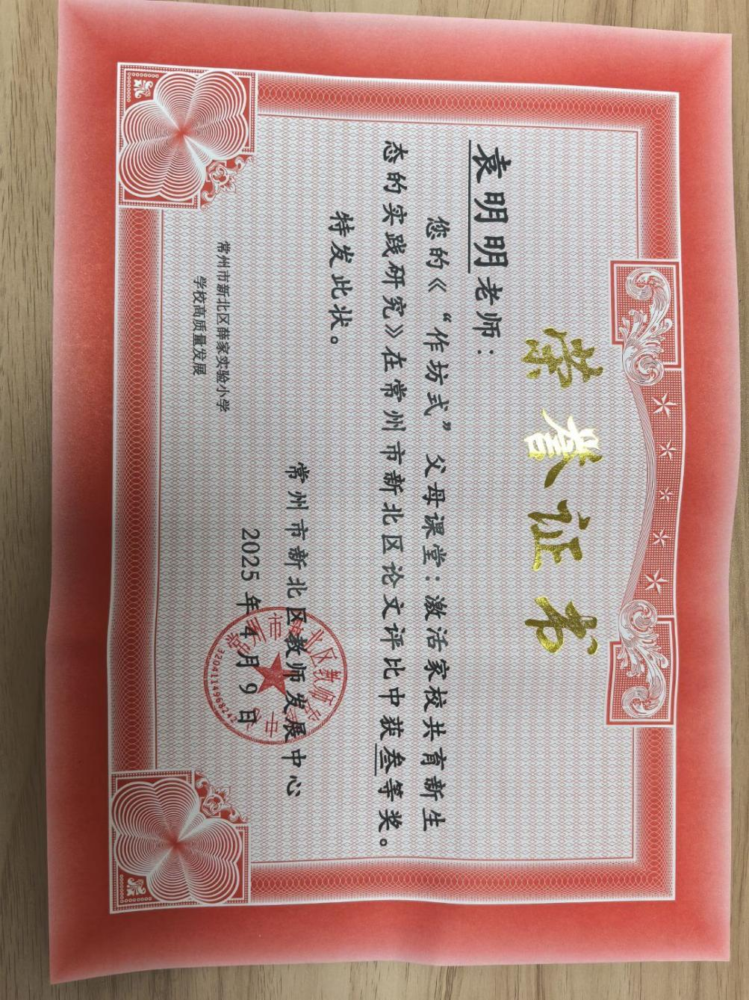 荣誉证书
袁明明老师：
您的《“作坊式”父母课堂：激活家校共育新生
态的实践研究》在常州市新北区论文评比中获叁等奖。
特发此状。
常州市新北区教师发展中心
2025年4月9日
常州市新北区薛家实验小学
学校高质量发展
3204114968242